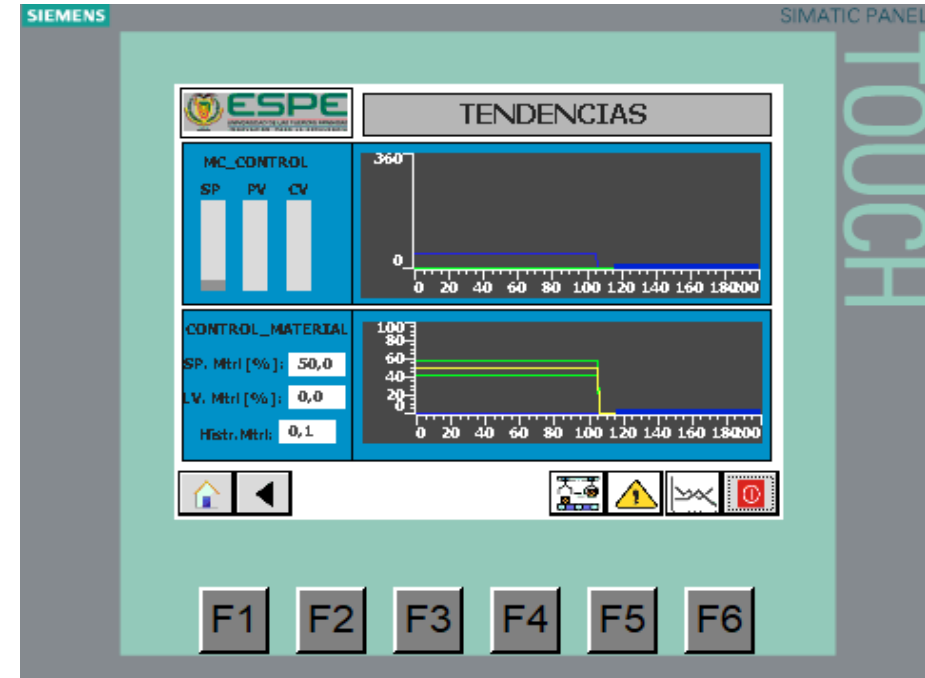 SIEMENS
SIMATIC PANEL
TOUCH
ESPE
TENDENCIAS
MC_CONTROL
SP PV CV
360
0
0 20 40 60 80 100 120 140 160 180200
CONTROL_MATERIAL
SP. Mtrl [%]: 50,0
LV. Mtrl [%]: 0,0
Histr.Mtrl: 0,1
100
80
60
40
20
0
0 20 40 60 80 100 120 140 160 180200
F1 F2 F3 F4 F5 F6